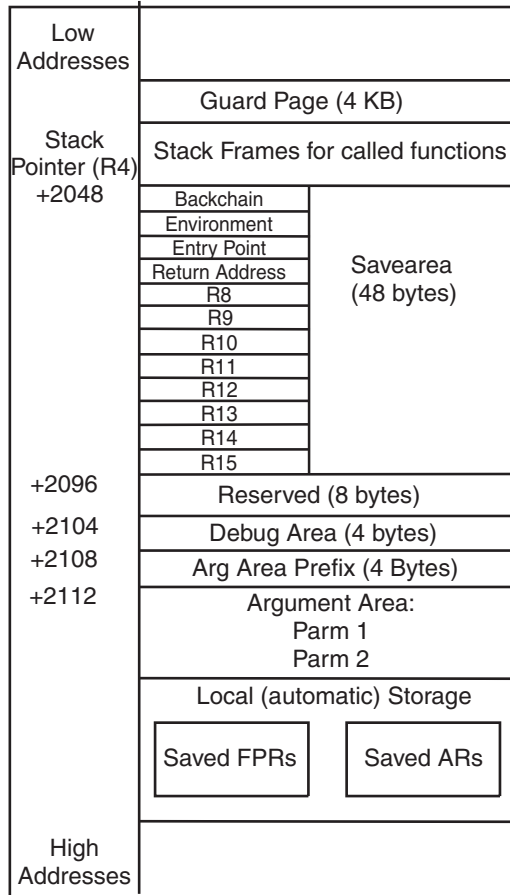 Low
Addresses
Guard Page (4 KB)
Stack
Pointer (R4)
+2048
Stack Frames for called functions
Backchain
Environment
Entry Point
Return Address
R8
R9
R10
R11
R12
R13
R14
R15
Savearea
(48 bytes)
+2096
Reserved (8 bytes)
+2104
Debug Area (4 bytes)
+2108
Arg Area Prefix (4 Bytes)
+2112
Argument Area:
Parm 1
Parm 2
Local (automatic) Storage
Saved FPRs
Saved ARs
High
Addresses